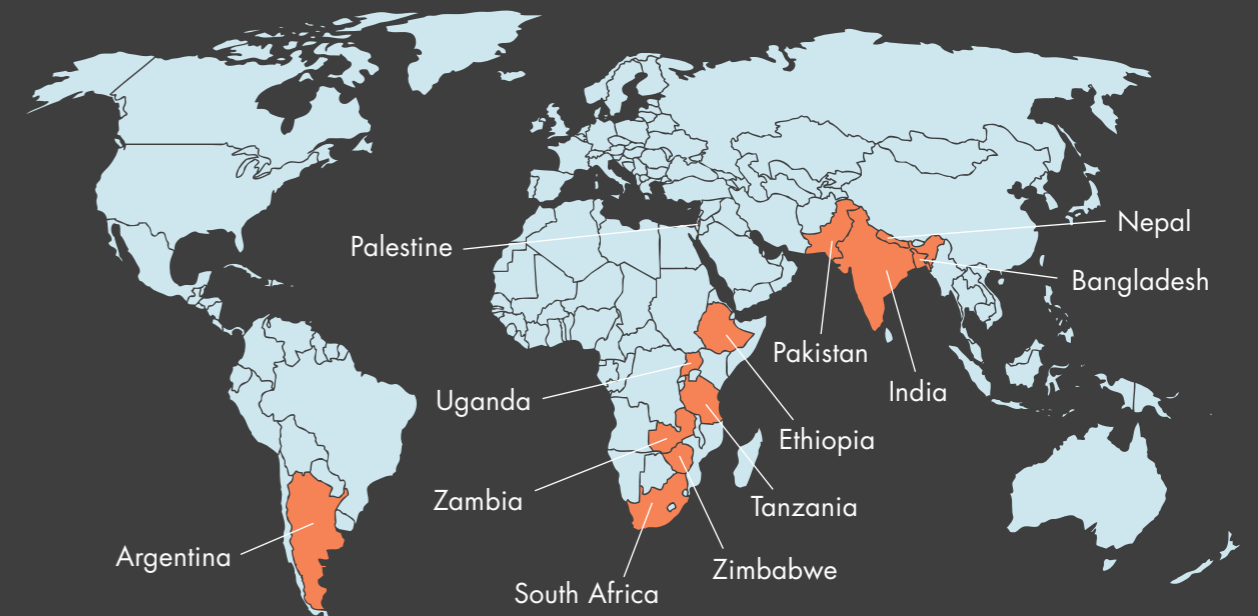 Nepal
Palestine
Bangladesh
Pakistan
India
Uganda
Ethiopia
Zambia
Tanzania
Argentina
Zimbabwe
South Africa